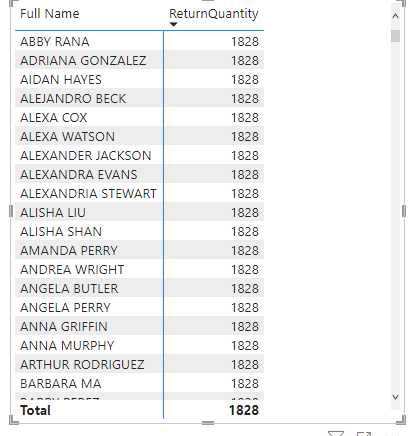 Full Name ReturnQuantity
ABBY RANA 1828
ADRIANA GONZALEZ 1828
AIDAN HAYES 1828
ALEJANDRO BECK 1828
ALEXA COX 1828
ALEXA WATSON 1828
ALEXANDER JACKSON 1828
ALEXANDRA EVANS 1828
ALEXANDRIA STEWART 1828
ALISHA LIU 1828
ALISHA SHAN 1828
AMANDA PERRY 1828
ANDREA WRIGHT 1828
ANGELA BUTLER 1828
ANGELA PERRY 1828
ANNA GRIFFIN 1828
ANNA MURPHY 1828
ARTHUR RODRIGUEZ 1828
BARBARA MA 1828
Total 1828